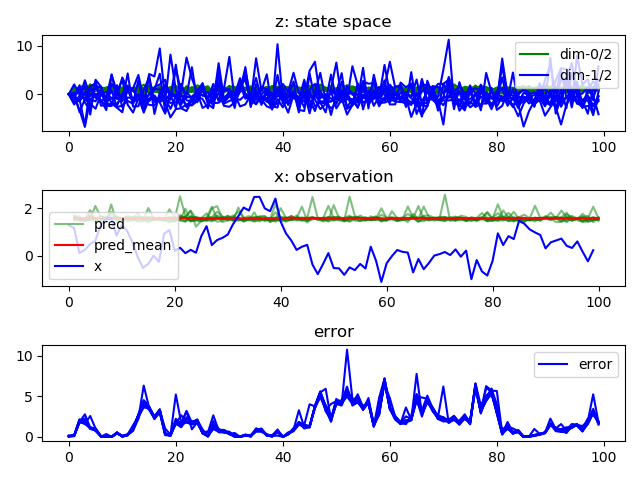 z: state space
10
0
dim-0/2
dim-1/2
0 20 40 60 80 100
x: observation
2
0
pred
pred_mean
x
0 20 40 60 80 100
error
10
5
0
error
0 20 40 60 80 100